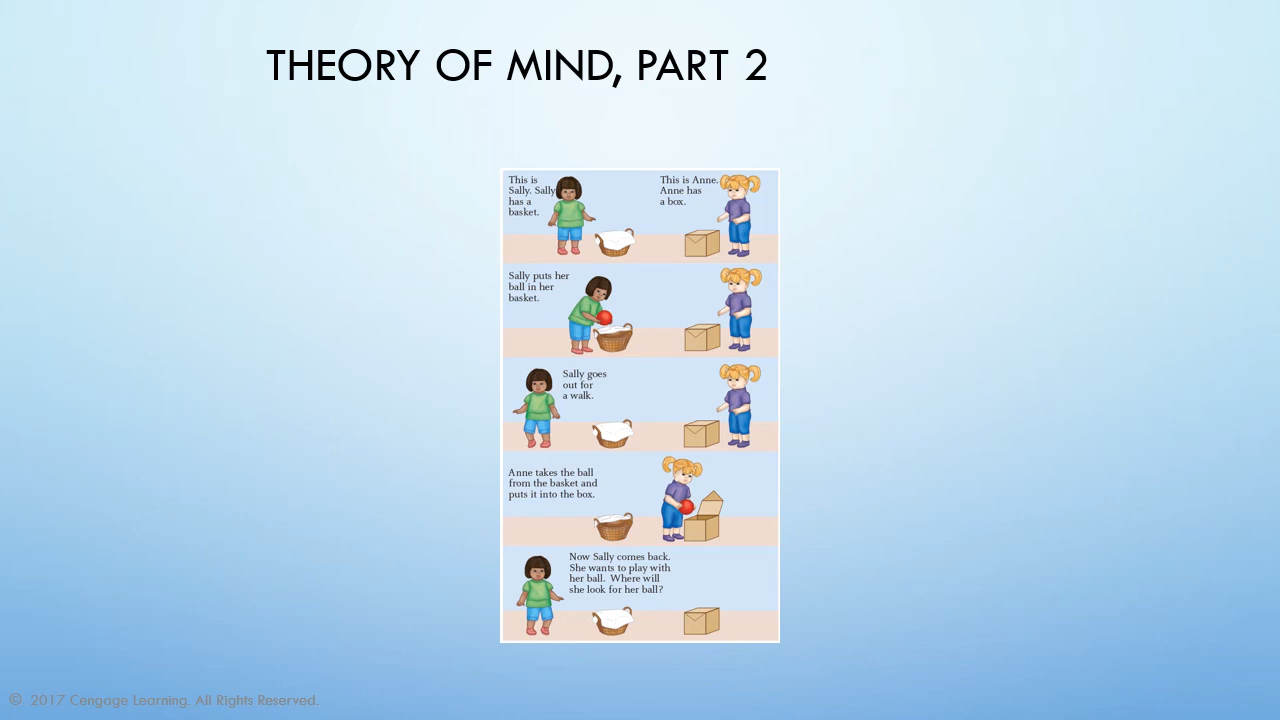 THEORY OF MIND, PART 2
This is
Sally. Sally
has a
basket.
This is Anne.
Anne has
a box.
Sally puts her
ball in her
basket.
Sally goes
out for
a walk.
Anne takes the ball
from the basket and
puts it into the box.
Now Sally comes back.
She wants to play with
her ball. Where will
she look for her ball?
© 2017 Cengage Learning. All Rights Reserved.